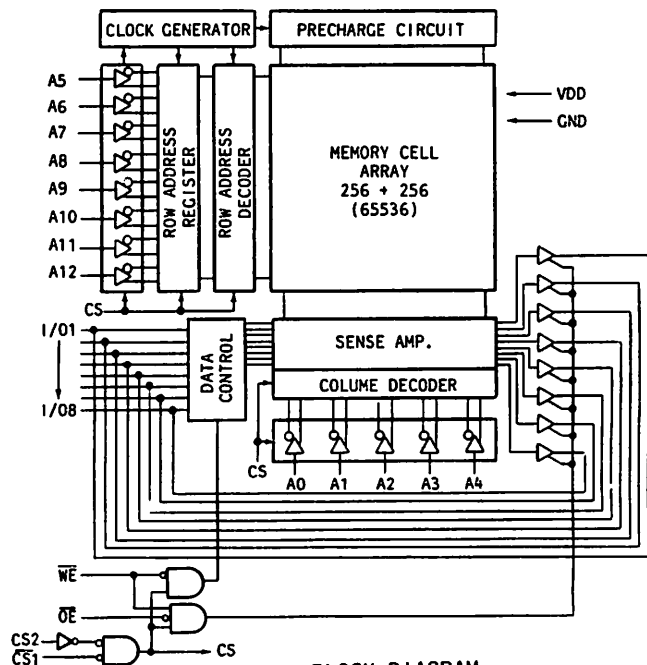 CLOCK GENERATOR
PRECHARGE CIRCUIT
A5
A6
A7
A8
A9
A10
A11
A12
CS
ROW ADDRESS
REGISTER
ROW ADDRESS
DECODER
MEMORY CELL
ARRAY
256 + 256
(65536)
VDD
GND
I/O1
I/O8
DATA
CONTROL
SENSE AMP.
COLUME DECODER
CS
A0
A1
A2
A3
A4
WE
OE
CS2
CS1
CS